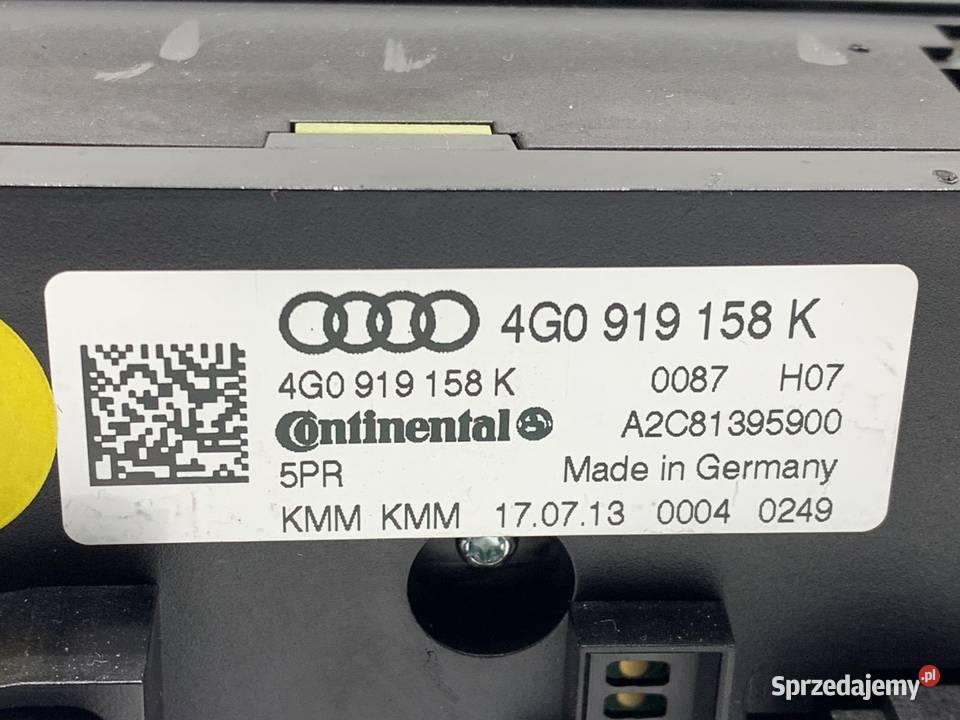 4G0 919 158 K
4G0 919 158 K 0087 H07
Continental A2C81395900
5PR Made in Germany
KMM KMM 17.07.13 0004 0249
Sprzedajemy.pl